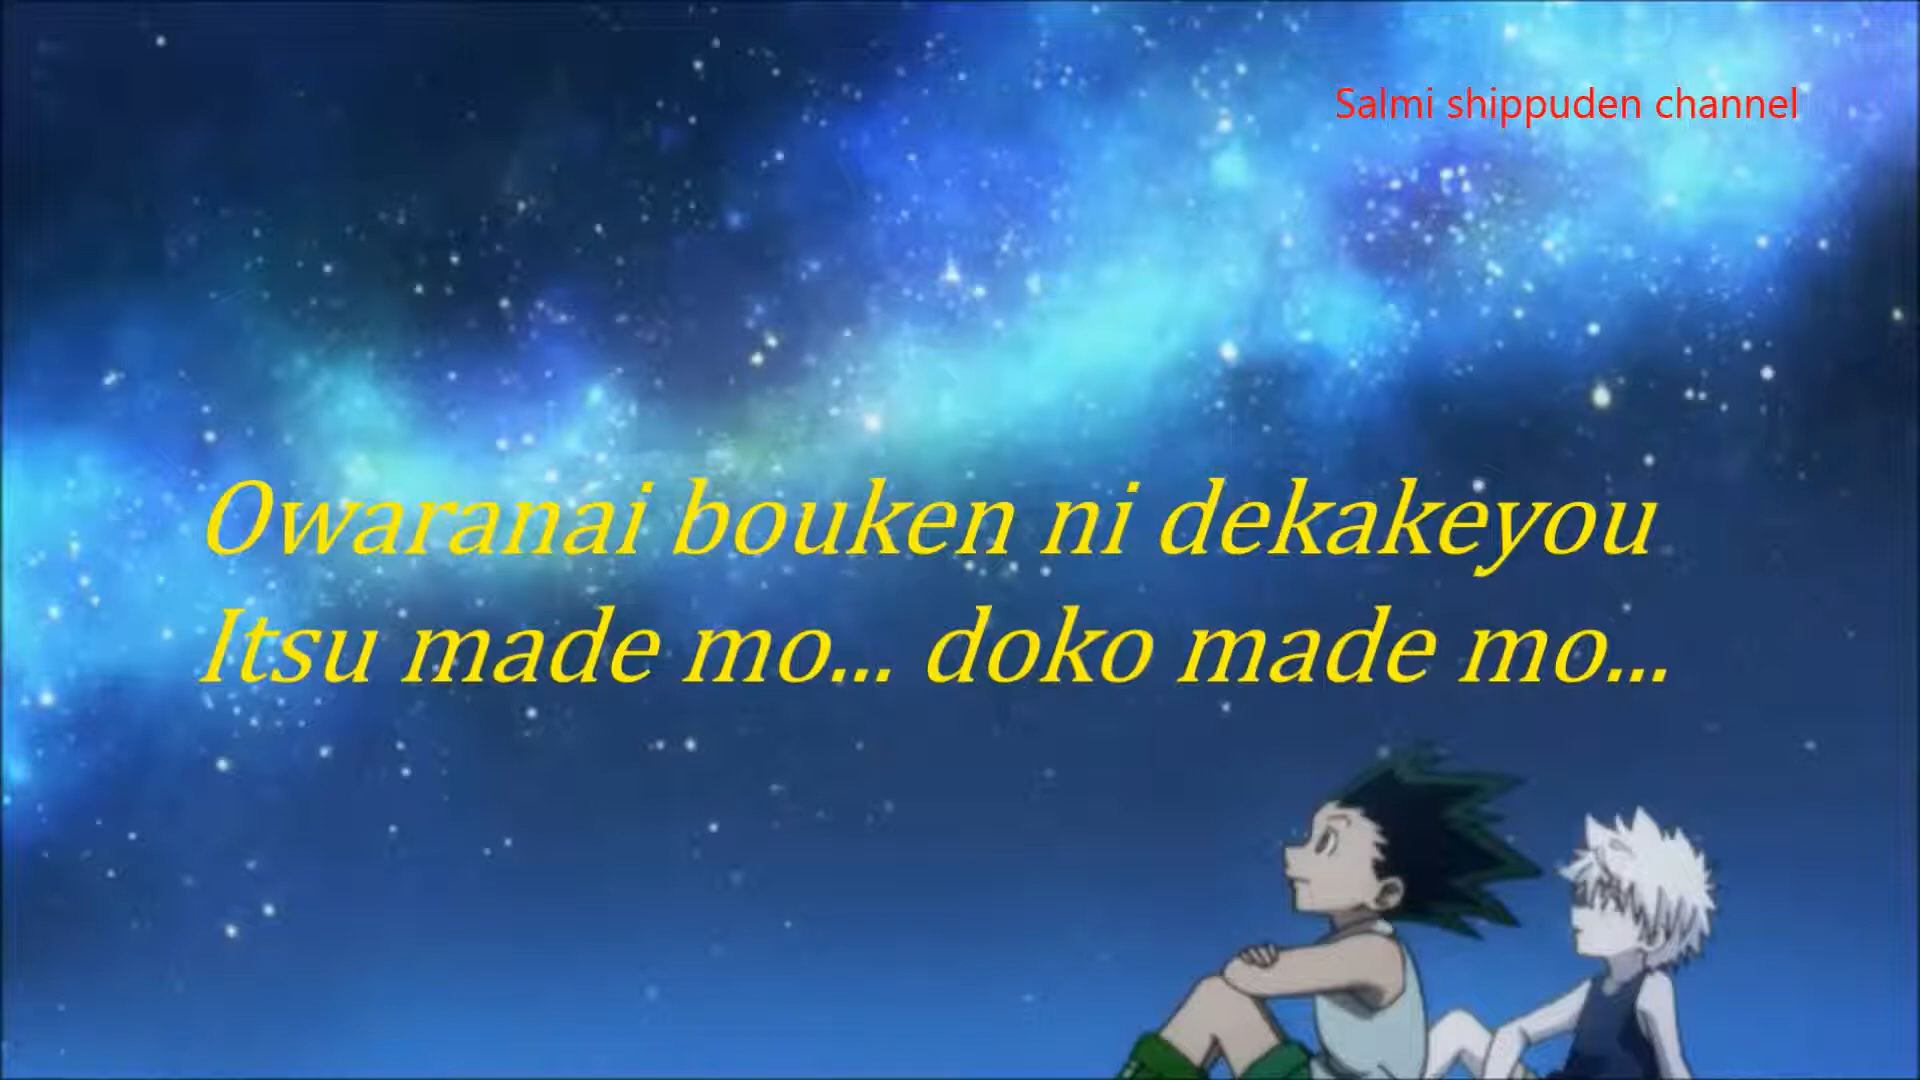 Salmi shippuden channel
Owaranai bouken ni dekakeyou
Itsu made mo... doko made mo...